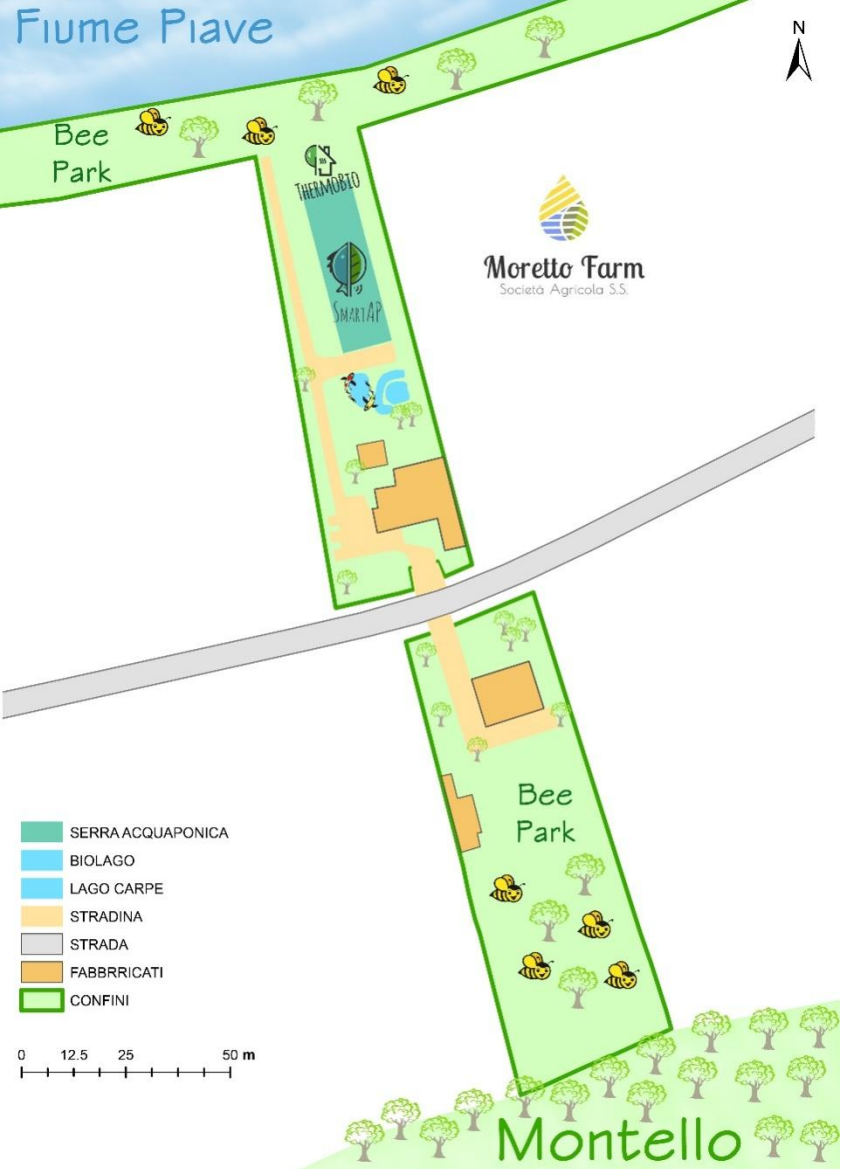 Fiume Piave
N
Bee
Park
THERMOBIO
SMARTAP
Moretto Farm
Società Agricola S.S.
Bee
Park
SERRA ACQUAPONICA
BIOLAGO
LAGO CARPE
STRADINA
STRADA
FABBRRICATI
CONFINI
0 12.5 25 50 m
Montello